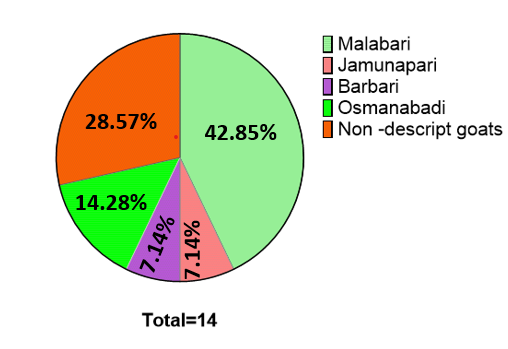 Malabari
Jamunapari
Barbari
Osmanabadi
Non -descript goats
28.57%
42.85%
14.28%
7.14%
7.14%
Total=14